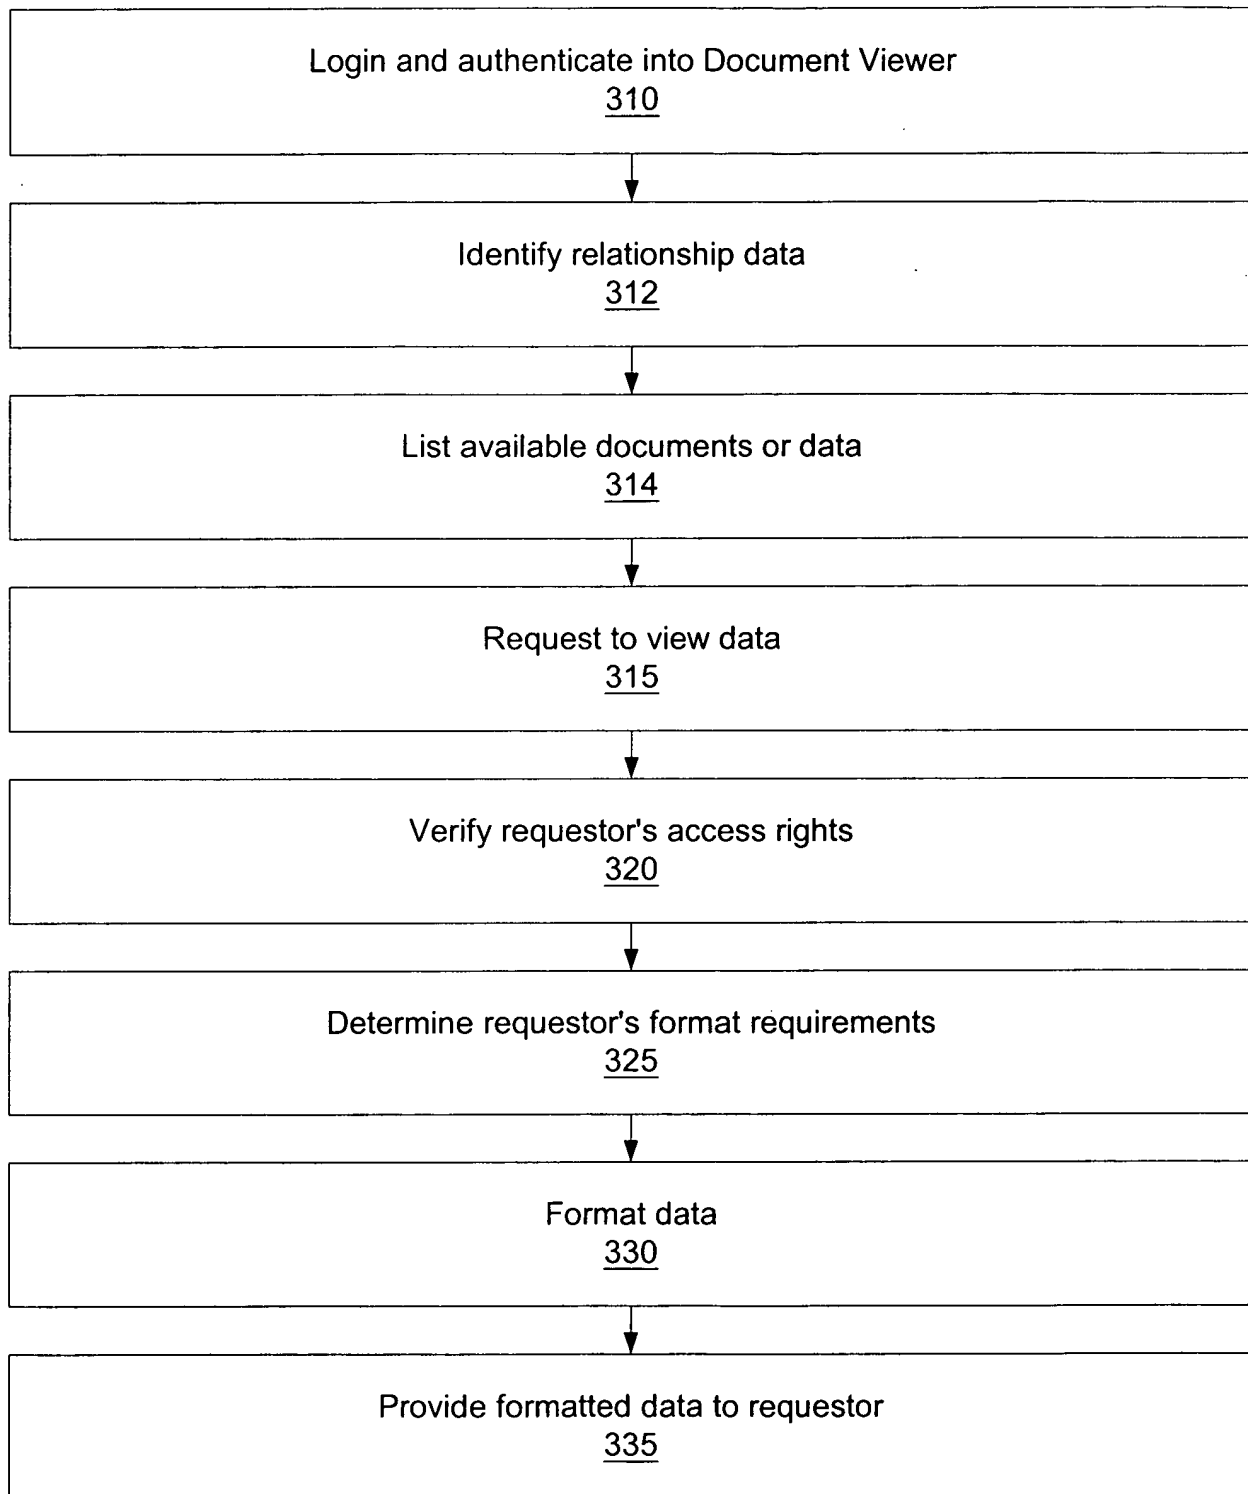 Login and authenticate into Document Viewer
310
Identify relationship data
312
List available documents or data
314
Request to view data
315
Verify requestor's access rights
320
Determine requestor's format requirements
325
Format data
330
Provide formatted data to requestor
335